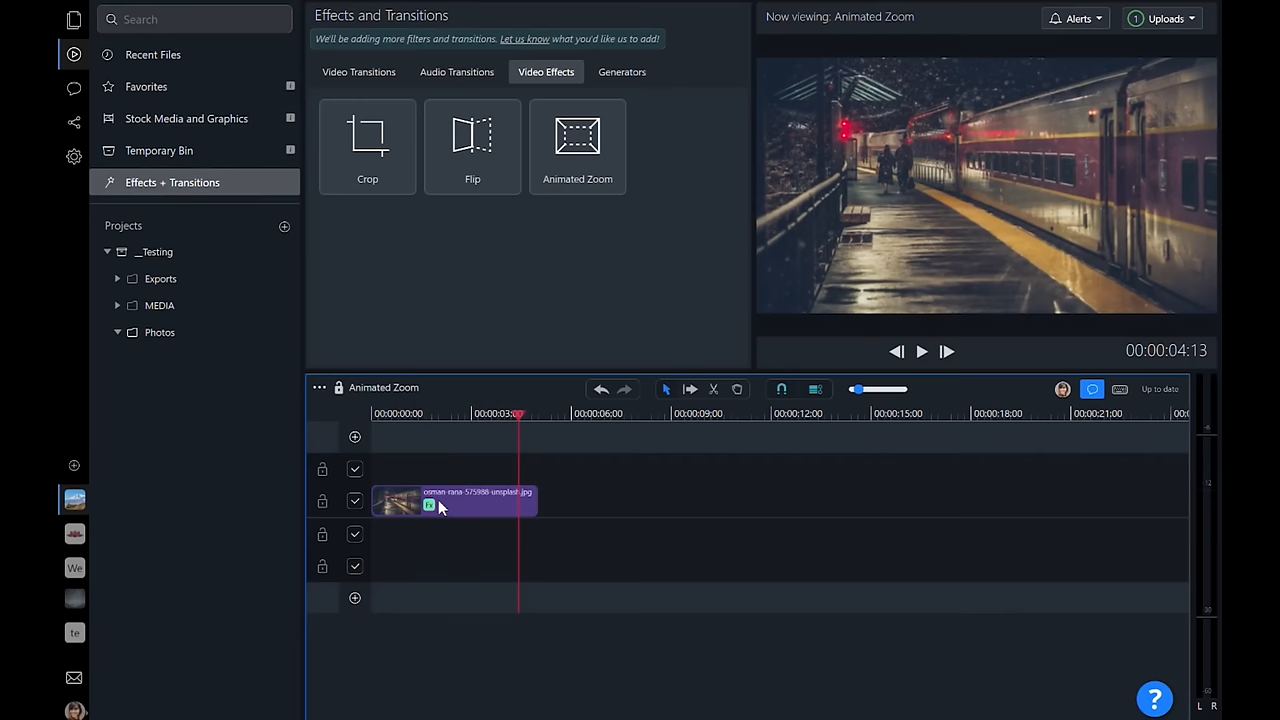 Search
Recent Files
Favorites
Stock Media and Graphics
Temporary Bin
Effects + Transitions
Projects
__Testing
Exports
MEDIA
Photos
We
te
Effects and Transitions
We'll be adding more filters and transitions. Let us know what you'd like us to add!
Video Transitions
Audio Transitions
Video Effects
Generators
Crop
Flip
Animated Zoom
Now viewing: Animated Zoom
Alerts
1 Uploads
00:00:04:13
Animated Zoom
Up to date
00:00:00:00
00:00:03:00
00:00:06:00
00:00:09:00
00:00:12:00
00:00:15:00
00:00:18:00
00:00:21:00
osman-rana-575988-unsplash.jpg
Fx
-6
-12
30
-60
L R
?